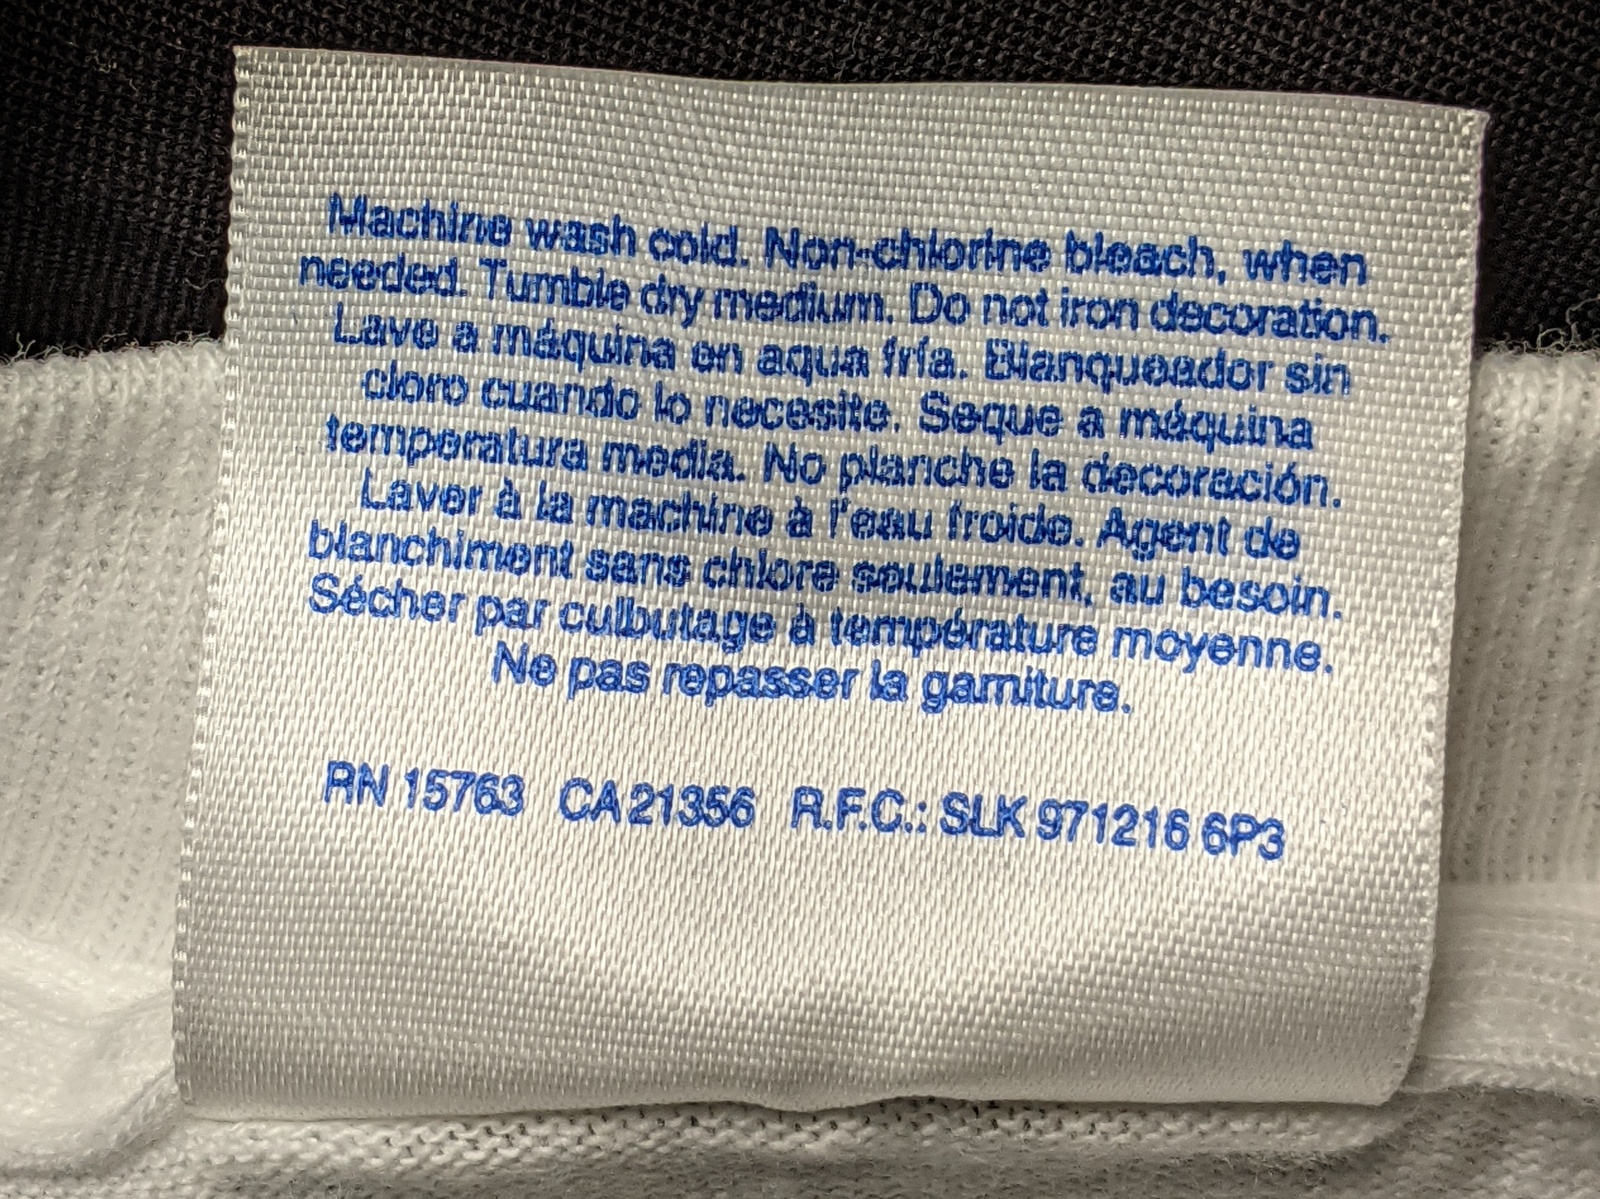 Machine wash cold. Non-chlorine bleach, when
needed. Tumble dry medium. Do not iron decoration.
Lave a máquina en aqua fría. Blanqueador sin
cloro cuando lo necesite. Seque a máquina
temperatura media. No planche la decoración.
Laver à la machine à l'eau froide. Agent de
blanchiment sans chlore seulement, au besoin.
Sécher par culbutage à température moyenne.
Ne pas repasser la garniture.
RN 15763 CA 21356 R.F.C.: SLK 971216 6P3